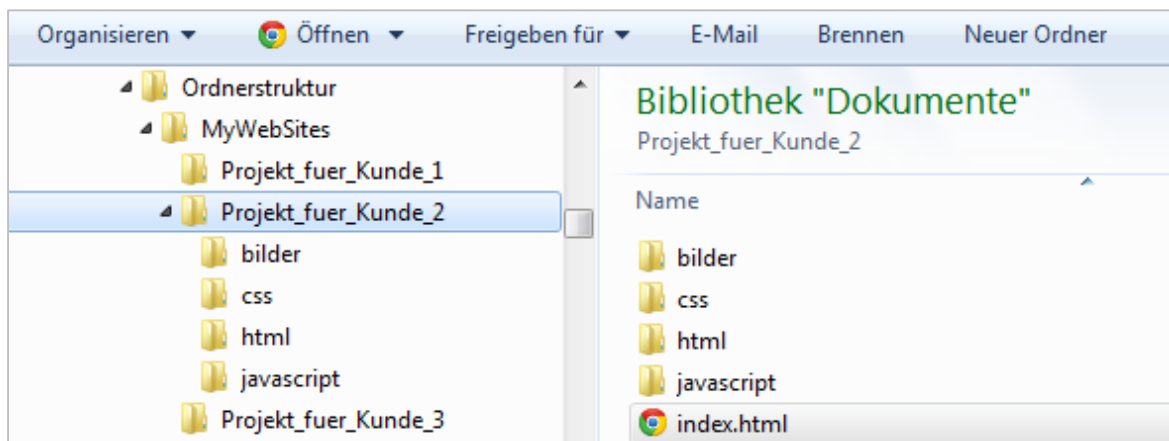 Organisieren Öffnen Freigeben für E-Mail Brennen Neuer Ordner
Ordnerstruktur
MyWebSites
Projekt_fuer_Kunde_1
Projekt_fuer_Kunde_2
bilder
css
html
javascript
Projekt_fuer_Kunde_3
Bibliothek "Dokumente"
Projekt_fuer_Kunde_2
Name
bilder
css
html
javascript
index.html